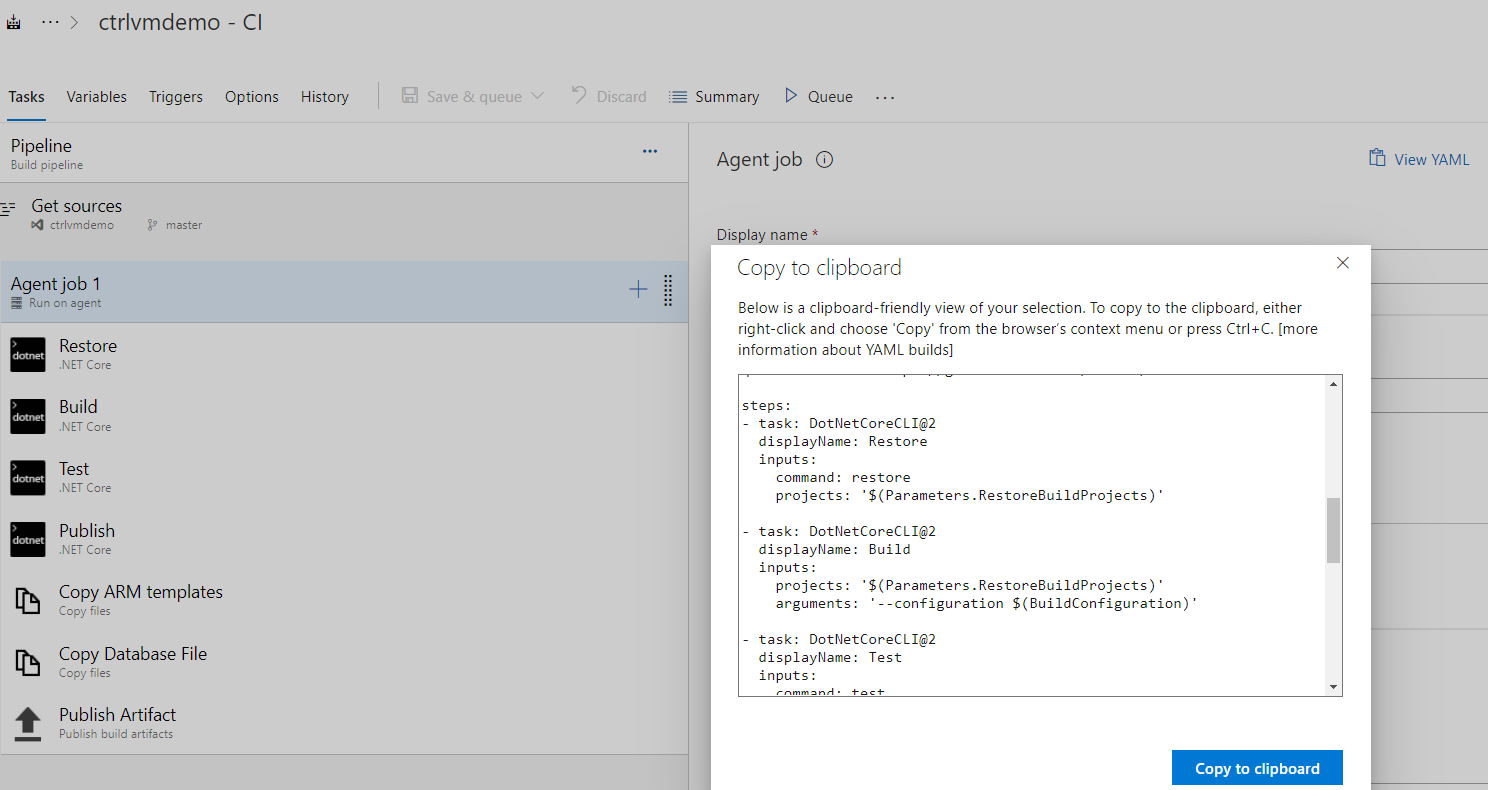 ··· > ctrlvmdemo - CI
Tasks Variables Triggers Options History Save & queue Discard Summary Queue ···
Pipeline
Build pipeline
Get sources
ctrlvmdemo master
Agent job 1
Run on agent
dotnet Restore
.NET Core
dotnet Build
.NET Core
dotnet Test
.NET Core
dotnet Publish
.NET Core
Copy ARM templates
Copy files
Copy Database File
Copy files
Publish Artifact
Publish build artifacts
Agent job
View YAML
Display name *
Copy to clipboard
Below is a clipboard-friendly view of your selection. To copy to the clipboard, either
right-click and choose 'Copy' from the browser's context menu or press Ctrl+C. [more
information about YAML builds]
steps:
- task: DotNetCoreCLI@2
displayName: Restore
inputs:
command: restore
projects: '$(Parameters.RestoreBuildProjects)'
- task: DotNetCoreCLI@2
displayName: Build
inputs:
projects: '$(Parameters.RestoreBuildProjects)'
arguments: '--configuration $(BuildConfiguration)'
- task: DotNetCoreCLI@2
displayName: Test
inputs:
command: test
Copy to clipboard